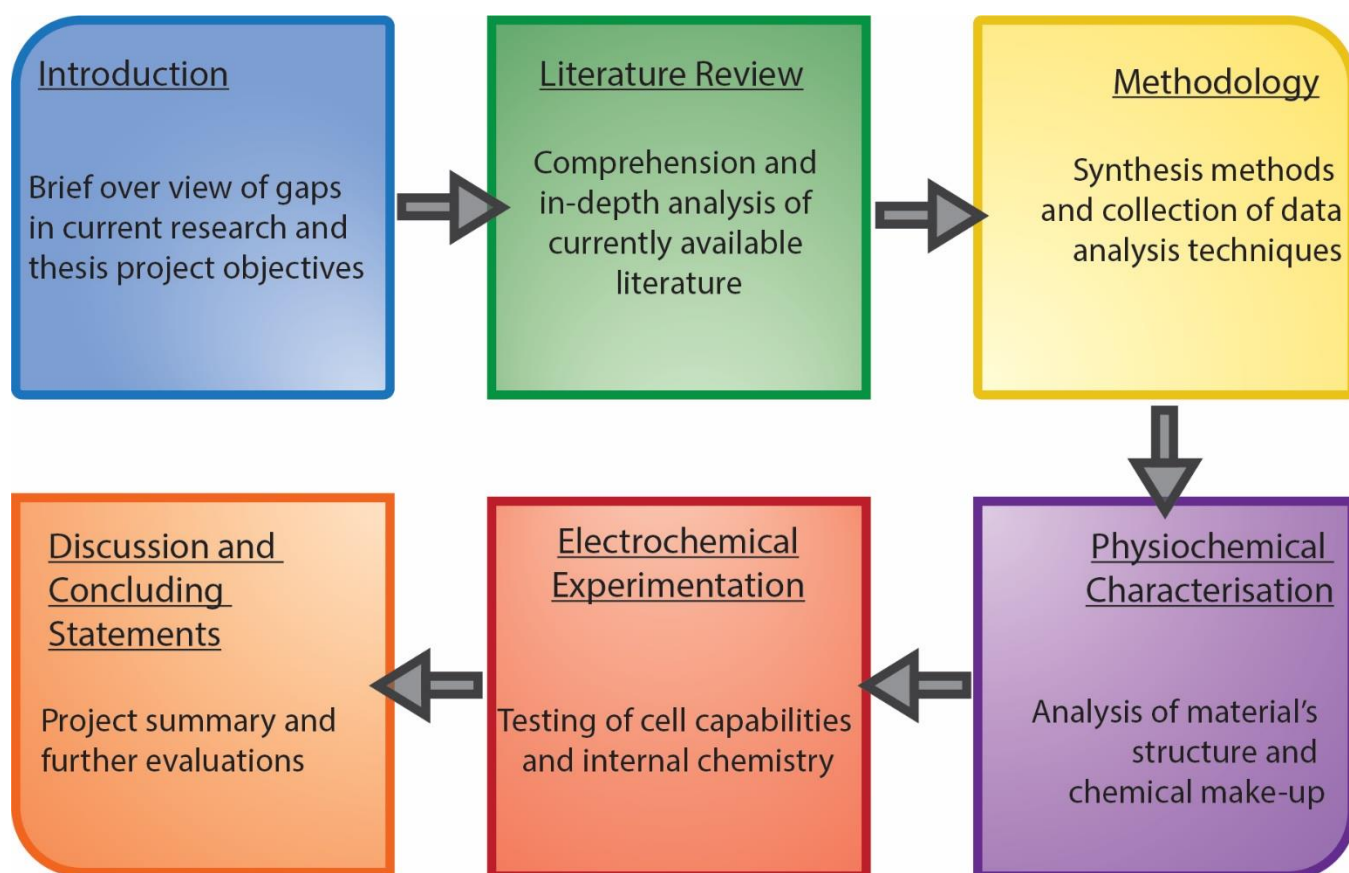 Introduction
Brief over view of gaps
in current research and
thesis project objectives
Literature Review
Comprehension and
in-depth analysis of
currently available
literature
Methodology
Synthesis methods
and collection of data
analysis techniques
Physiochemical
Characterisation
Analysis of material’s
structure and
chemical make-up
Electrochemical
Experimentation
Testing of cell capabilities
and internal chemistry
Discussion and
Concluding
Statements
Project summary and
further evaluations